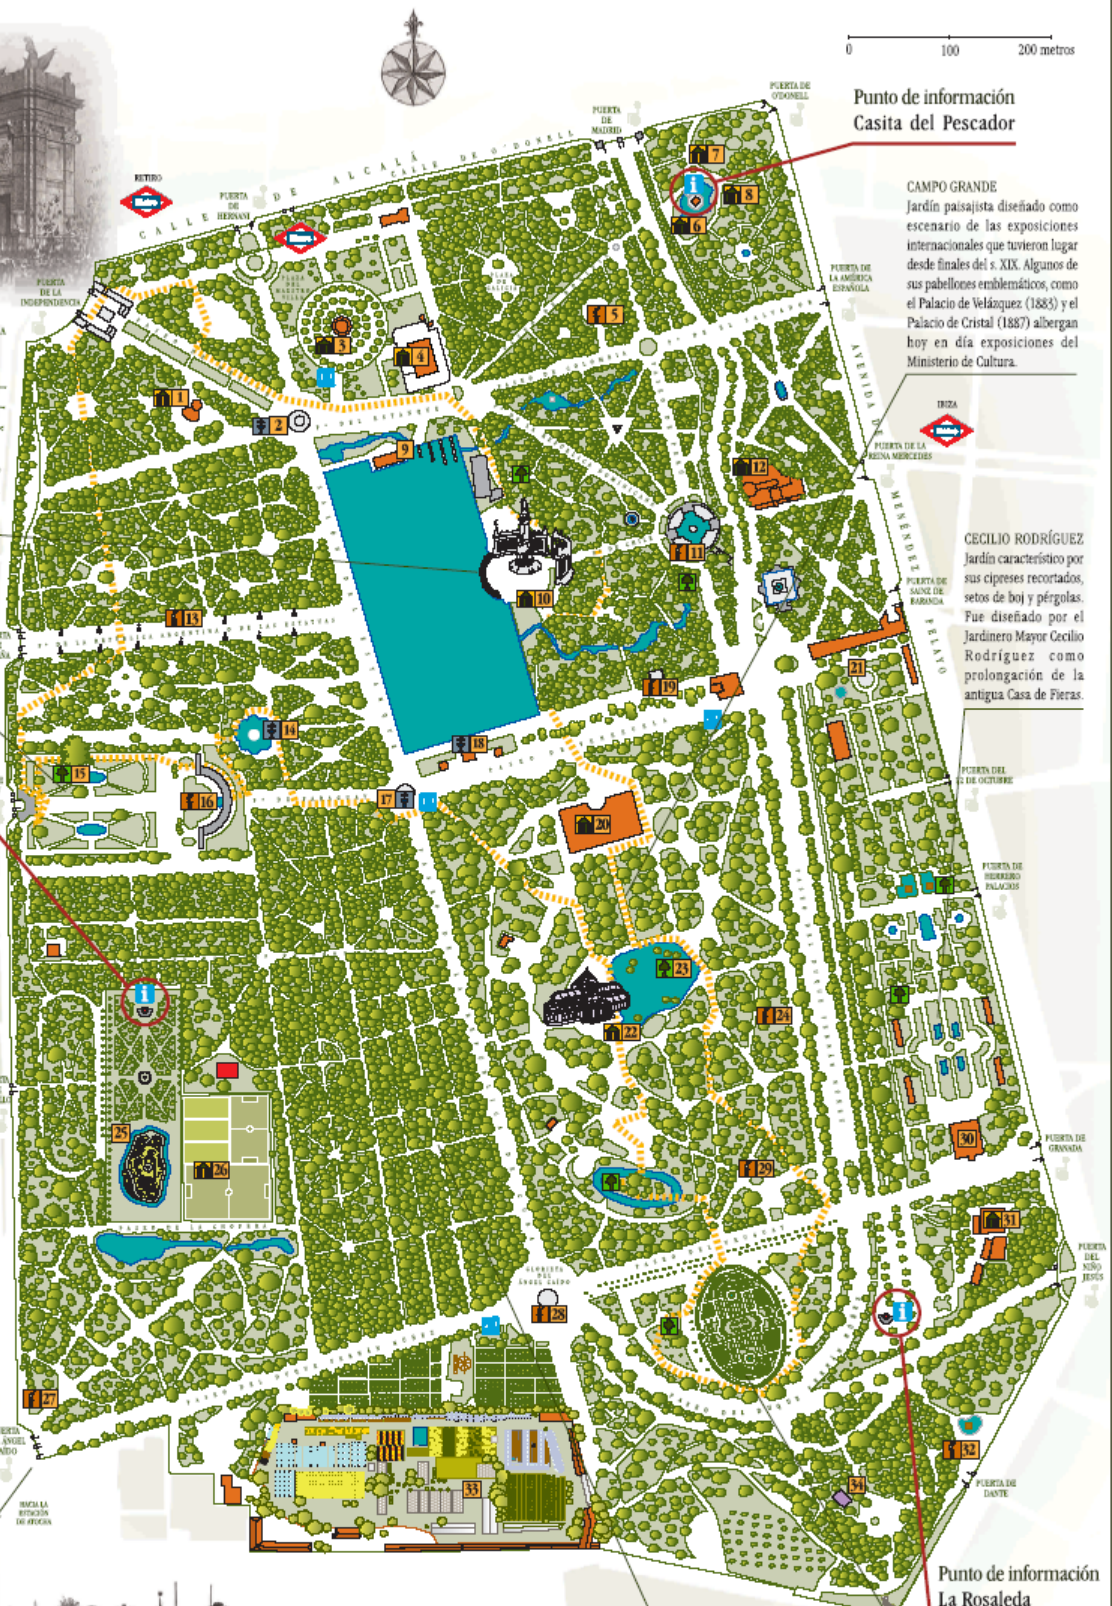 0 100 200 metros
PUERTA DE
O'DONELL
Punto de información
Casita del Pescador
PUERTA
DE
MADRID
CALLE DE O'DONELL
CALLE DE ALCALÁ
RETIRO
Metro
PUERTA
DE
HERNANI
CAMPO GRANDE
Jardín paisajista diseñado como
escenario de las exposiciones
internacionales que tuvieron lugar
desde finales del s. XIX. Algunos de
sus pabellones emblemáticos, como
el Palacio de Velázquez (1883) y el
Palacio de Cristal (1887) albergan
hoy en día exposiciones del
Ministerio de Cultura.
7
i
8
6
PUERTA
DE LA
INDEPENDENCIA
PLAZA
DE
GALICIA
PUERTA DE
LA AMÉRICA
ESPAÑOLA
5
3
4
AVENIDA DE
MENÉNDEZ
PELAYO
1
2
IBIZA
9
PUERTA DE LA
REINA MERCEDES
12
11
10
CECILIO RODRÍGUEZ
Jardín característico por
sus cipreses recortados,
setos de boj y pérgolas.
Fue diseñado por el
Jardinero Mayor Cecilio
Rodríguez como
prolongación de la
antigua Casa de Fieras.
PUERTA DE
SAINZ DE
BARANDA
13
19
21
14
18
15
16
17
PUERTA DEL
12 DE OCTUBRE
20
PUERTA DE
HERRERO
PALACIOS
23
i
22
24
25
26
29
30
PUERTA DE
GRANADA
31
PASEO DE LA CHOPERA
PUERTA
DEL
NIÑO
JESÚS
GLORIETA
DEL
ÁNGEL CAÍDO
28
i
27
32
33
34
PUERTA DE
DANTE
HACIA LA
ESTACIÓN
DE ATOCHA
Punto de información
La Rosaleda